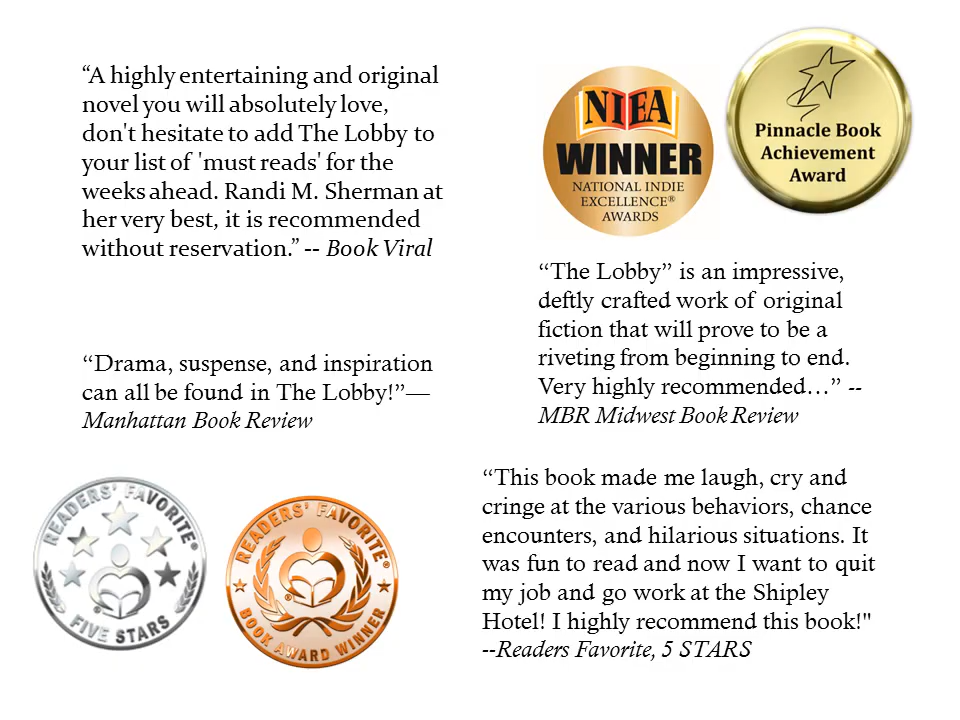 “A highly entertaining and original
novel you will absolutely love,
don't hesitate to add The Lobby to
your list of 'must reads' for the
weeks ahead. Randi M. Sherman at
her very best, it is recommended
without reservation.” -- Book Viral
“Drama, suspense, and inspiration
can all be found in The Lobby!”—
Manhattan Book Review
READERS' FAVORITE®
®
FIVE STARS
READERS' FAVORITE®
®
BOOK AWARD WINNER
NIEA
WINNER
NATIONAL INDIE
EXCELLENCE®
AWARDS
Pinnacle Book
Achievement
Award
“The Lobby” is an impressive,
deftly crafted work of original
fiction that will prove to be a
riveting from beginning to end.
Very highly recommended…” --
MBR Midwest Book Review
“This book made me laugh, cry and
cringe at the various behaviors, chance
encounters, and hilarious situations. It
was fun to read and now I want to quit
my job and go work at the Shipley
Hotel! I highly recommend this book!"
--Readers Favorite, 5 STARS